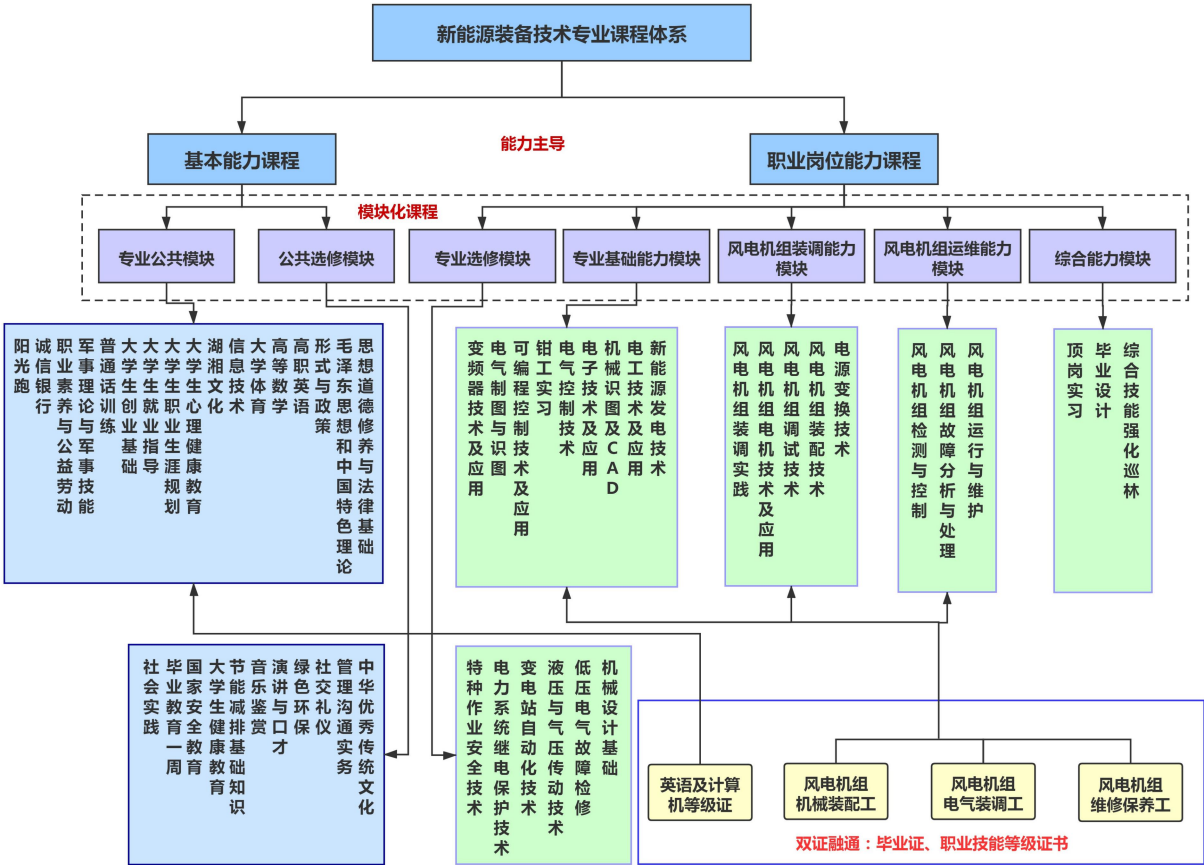 新能源装备技术专业课程体系
能力主导
基本能力课程
职业岗位能力课程
模块化课程
专业公共模块
公共选修模块
专业选修模块
专业基础能力模块
风电机组装调能力
模块
风电机组运维能力
模块
综合能力模块
思想道德修养与法律基础
毛泽东思想和中国特色理论
形式与政策
高职英语
高等数学
大学体育
信息技术
湖湘文化
大学生心理健康教育
大学生职业生涯规划
大学生就业指导
大学生创业基础
普通话训练
军事理论与军事技能
职业素养与公益劳动
诚信银行
阳光跑
新能源发电技术
电工技术及应用
机械识图及CAD
电子技术及应用
电气控制技术
钳工实习
可编程控制技术及应用
电气制图与识图
变频器技术及应用
电源变换技术
风电机组装配技术
风电机组调试技术
风电机组电机技术及应用
风电机组装调实践
风电机组运行与维护
风电机组故障分析与处理
风电机组检测与控制
综合技能强化巡林
毕业设计
顶岗实习
中华优秀传统文化
管理沟通实务
社交礼仪
绿色环保
演讲与口才
音乐鉴赏
节能减排基础知识
大学生健康教育
国家安全教育
毕业教育一周
社会实践
机械设计基础
低压电气故障检修
液压与气压传动技术
变电站自动化技术
电力系统继电保护技术
特种作业安全技术
英语及计算
机等级证
风电机组
机械装配工
风电机组
电气装调工
风电机组
维修保养工
双证融通：毕业证、职业技能等级证书